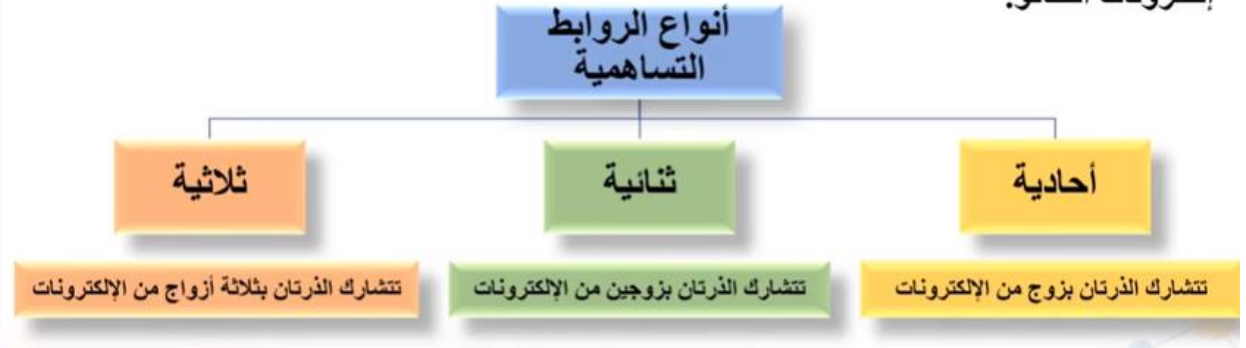 أنواع الروابط
التساهمية
أحادية
ثنائية
ثلاثية
تتشارك الذرتان بزوج من الإلكترونات
تتشارك الذرتان بزوجين من الإلكترونات
تتشارك الذرتان بثلاثة أزواج من الإلكترونات